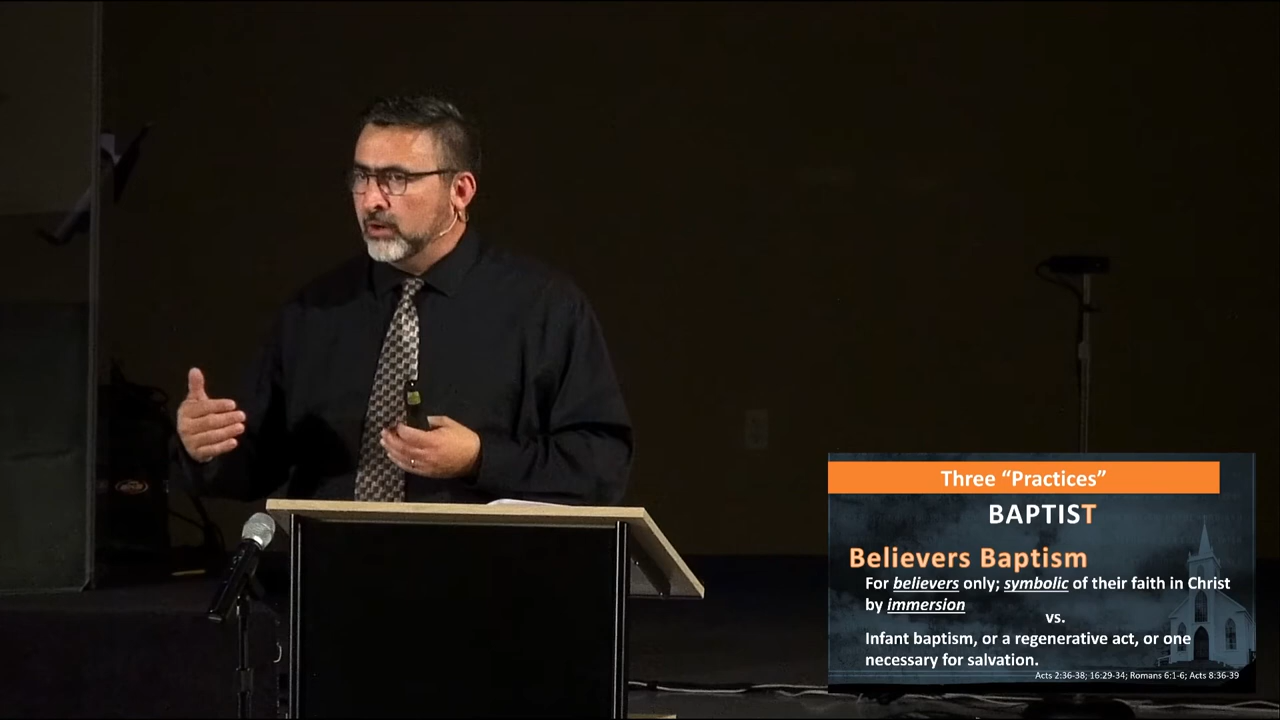 Three “Practices”
BAPTIST
Believers Baptism
For believers only; symbolic of their faith in Christ
by immersion
vs.
Infant baptism, or a regenerative act, or one
necessary for salvation.
Acts 2:36-38; 16:29-34; Romans 6:1-6; Acts 8:36-39